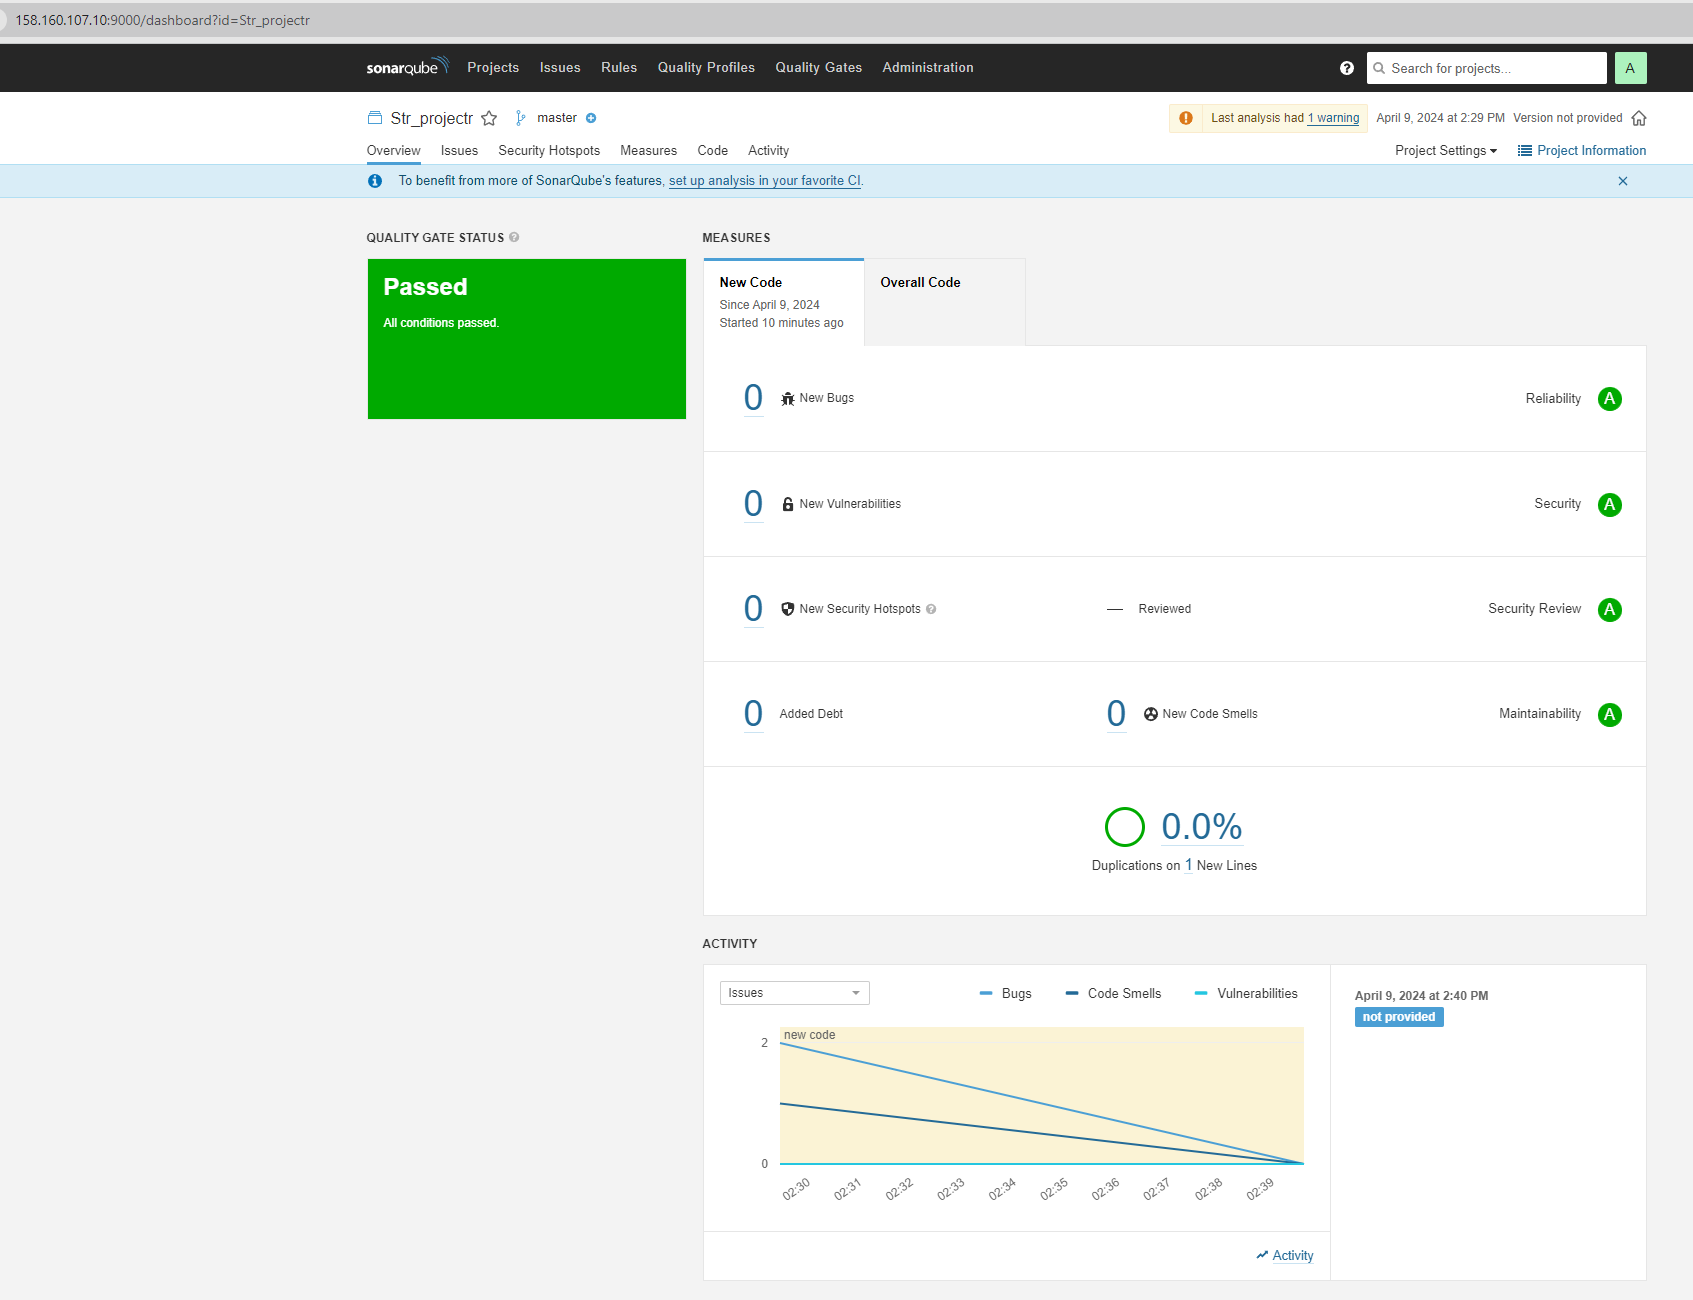 158.160.107.10:9000/dashboard?id=Str_projectr
sonarqube Projects Issues Rules Quality Profiles Quality Gates Administration ? Search for projects... A
Str_projectr master Last analysis had 1 warning April 9, 2024 at 2:29 PM Version not provided
Overview Issues Security Hotspots Measures Code Activity Project Settings Project Information
To benefit from more of SonarQube's features, set up analysis in your favorite CI.
QUALITY GATE STATUS ?
Passed
All conditions passed.
MEASURES
New Code
Since April 9, 2024
Started 10 minutes ago
Overall Code
0 New Bugs Reliability A
0 New Vulnerabilities Security A
0 New Security Hotspots ? — Reviewed Security Review A
0 Added Debt 0 New Code Smells Maintainability A
0.0%
Duplications on 1 New Lines
ACTIVITY
Issues Bugs Code Smells Vulnerabilities
new code
2
0
02:30 02:31 02:32 02:33 02:34 02:35 02:36 02:37 02:38 02:39
Activity
April 9, 2024 at 2:40 PM
not provided